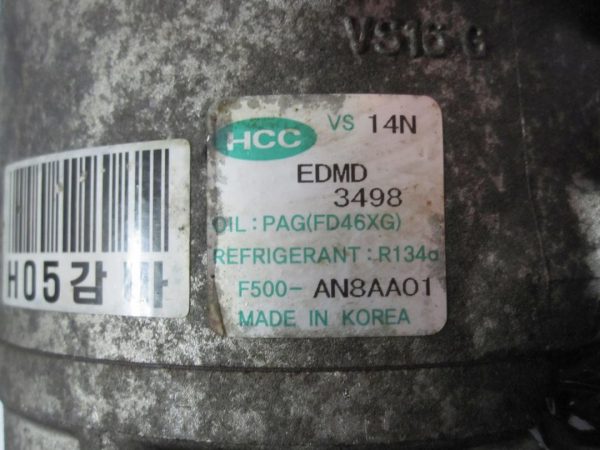 VS16.G
HCC VS 14N
EDMD
3498
OIL : PAG(FD46XG)
REFRIGERANT : R134a
F500- AN8AA01
MADE IN KOREA
H05감